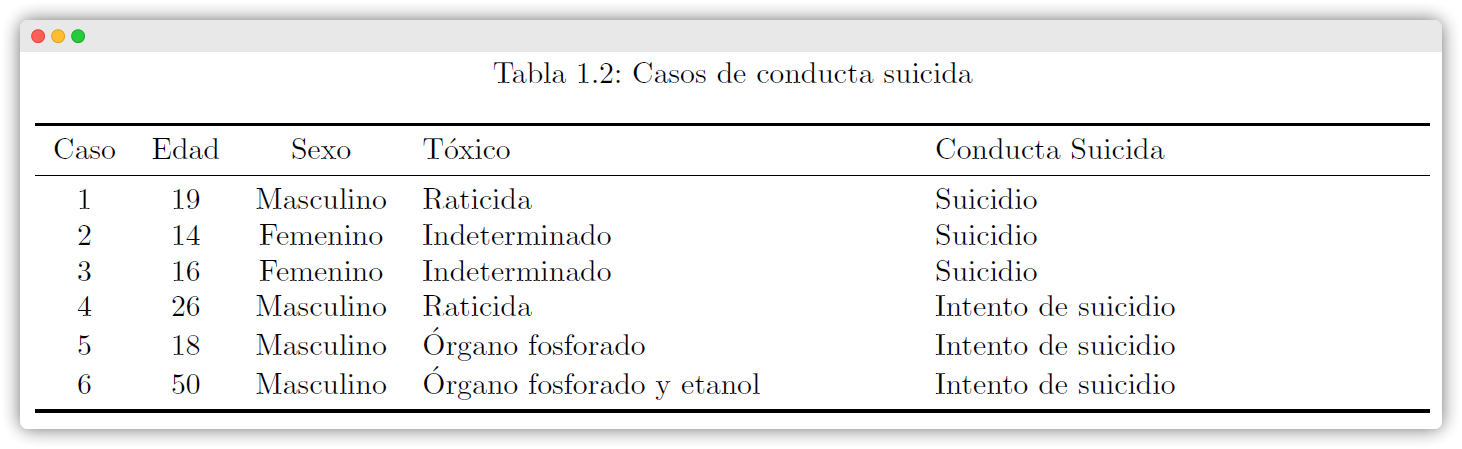 Tabla 1.2: Casos de conducta suicida
Caso Edad Sexo Tóxico Conducta Suicida
1 19 Masculino Raticida Suicidio
2 14 Femenino Indeterminado Suicidio
3 16 Femenino Indeterminado Suicidio
4 26 Masculino Raticida Intento de suicidio
5 18 Masculino Órgano fosforado Intento de suicidio
6 50 Masculino Órgano fosforado y etanol Intento de suicidio